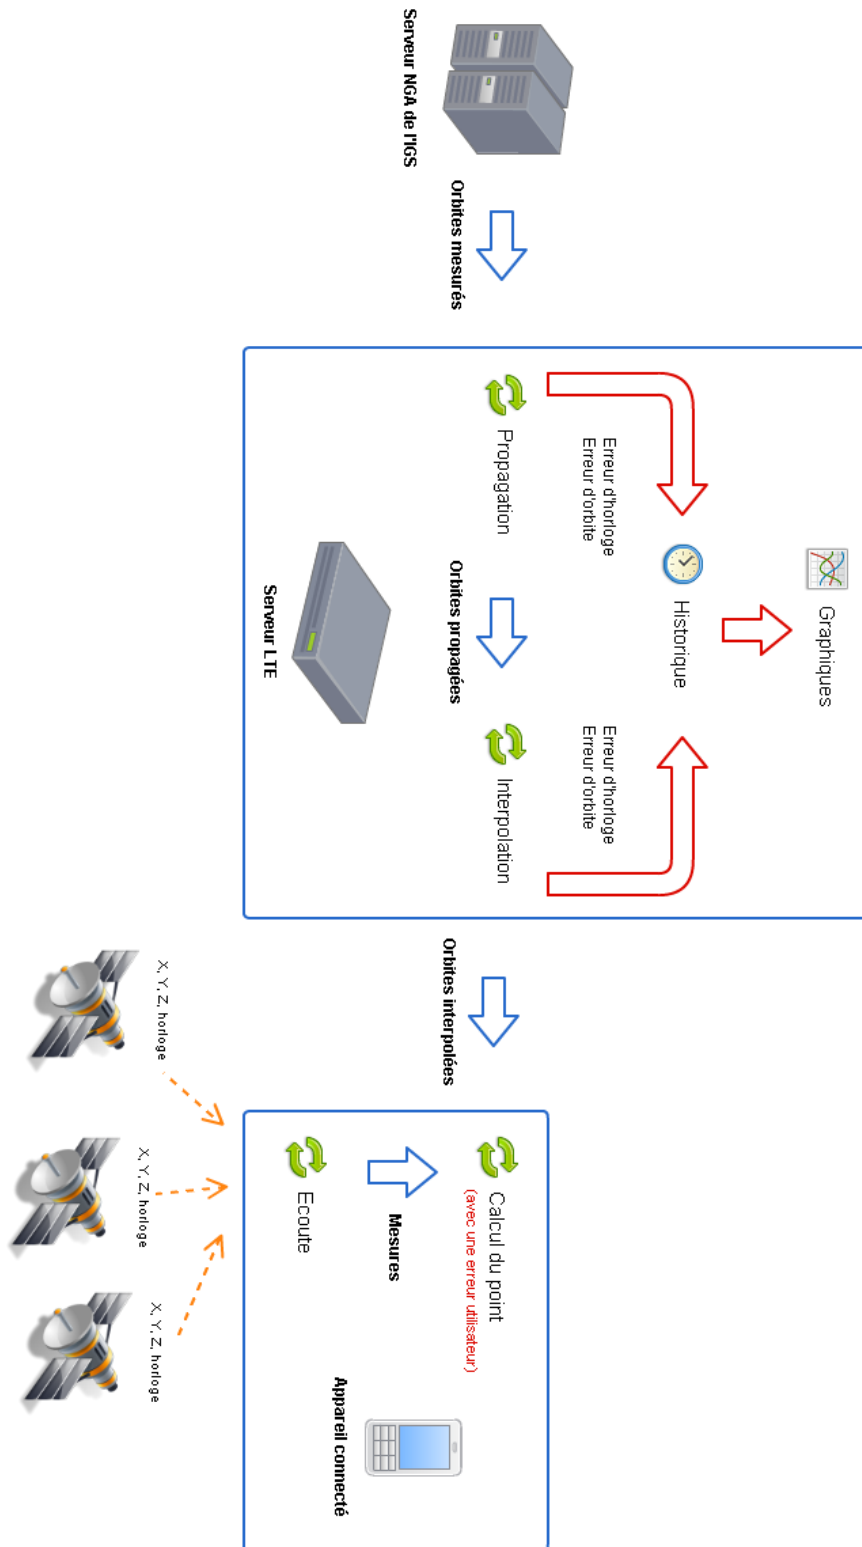 Serveur NGA de l'IGS
Orbites mesurés
Graphiques
Historique
Erreur d'horloge
Erreur d'orbite
Erreur d'horloge
Erreur d'orbite
Propagation
Orbites propagées
Interpolation
Serveur LTE
Orbites interpolées
Calcul du point
(avec une erreur utilisateur)
Mesures
Ecoute
Appareil connecté
X, Y, Z, horloge
X, Y, Z, horloge
X, Y, Z, horloge